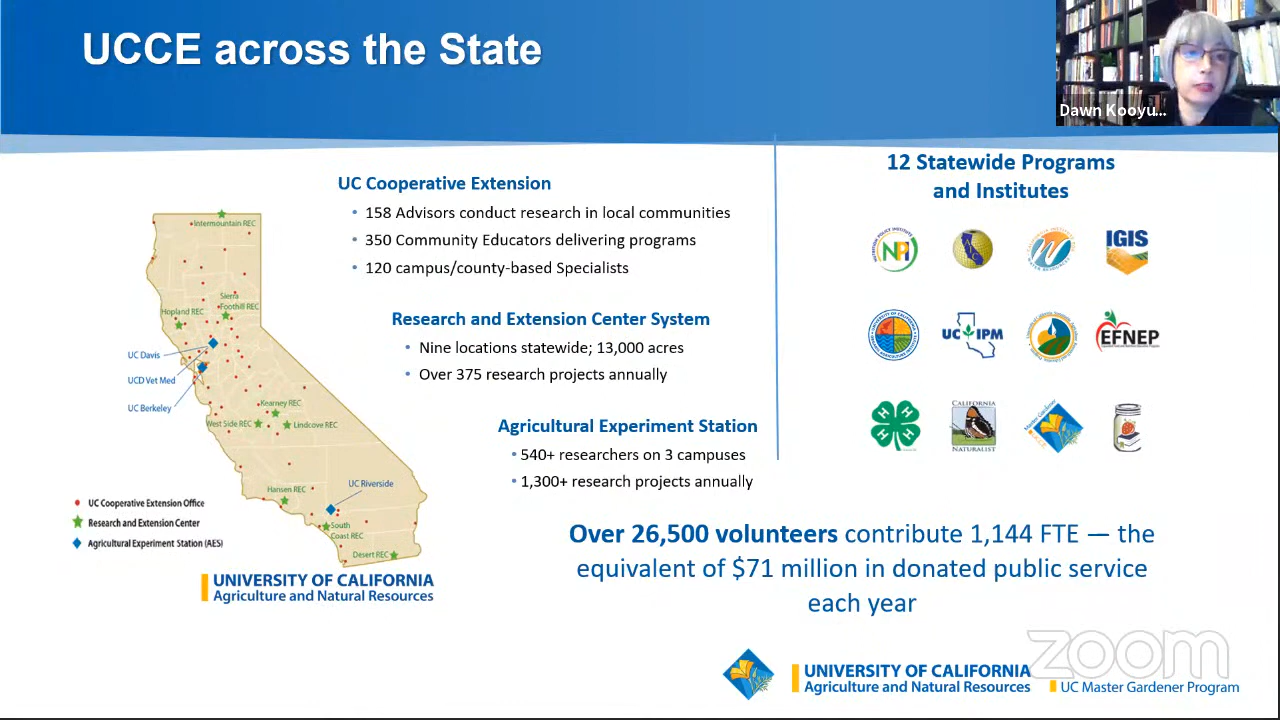 UCCE across the State
Dawn Kooyu...
UC Cooperative Extension
• 158 Advisors conduct research in local communities
• 350 Community Educators delivering programs
• 120 campus/county-based Specialists
Research and Extension Center System
• Nine locations statewide; 13,000 acres
• Over 375 research projects annually
Agricultural Experiment Station
• 540+ researchers on 3 campuses
• 1,300+ research projects annually
12 Statewide Programs
and Institutes
NPI
IGIS
UC IPM
EFNEP
CALIFORNIA
NATURALIST
Master Gardener
Intermountain REC
Sierra
Foothill REC
Hopland REC
UC Davis
UCD Vet Med
UC Berkeley
Kearney REC
West Side REC
Lindcove REC
Hansen REC
UC Riverside
South
Coast REC
Desert REC
UC Cooperative Extension Office
Research and Extension Center
Agricultural Experiment Station (AES)
UNIVERSITY OF CALIFORNIA
Agriculture and Natural Resources
Over 26,500 volunteers contribute 1,144 FTE — the
equivalent of $71 million in donated public service
each year
zoom
UNIVERSITY OF CALIFORNIA
Agriculture and Natural Resources
UC Master Gardener Program